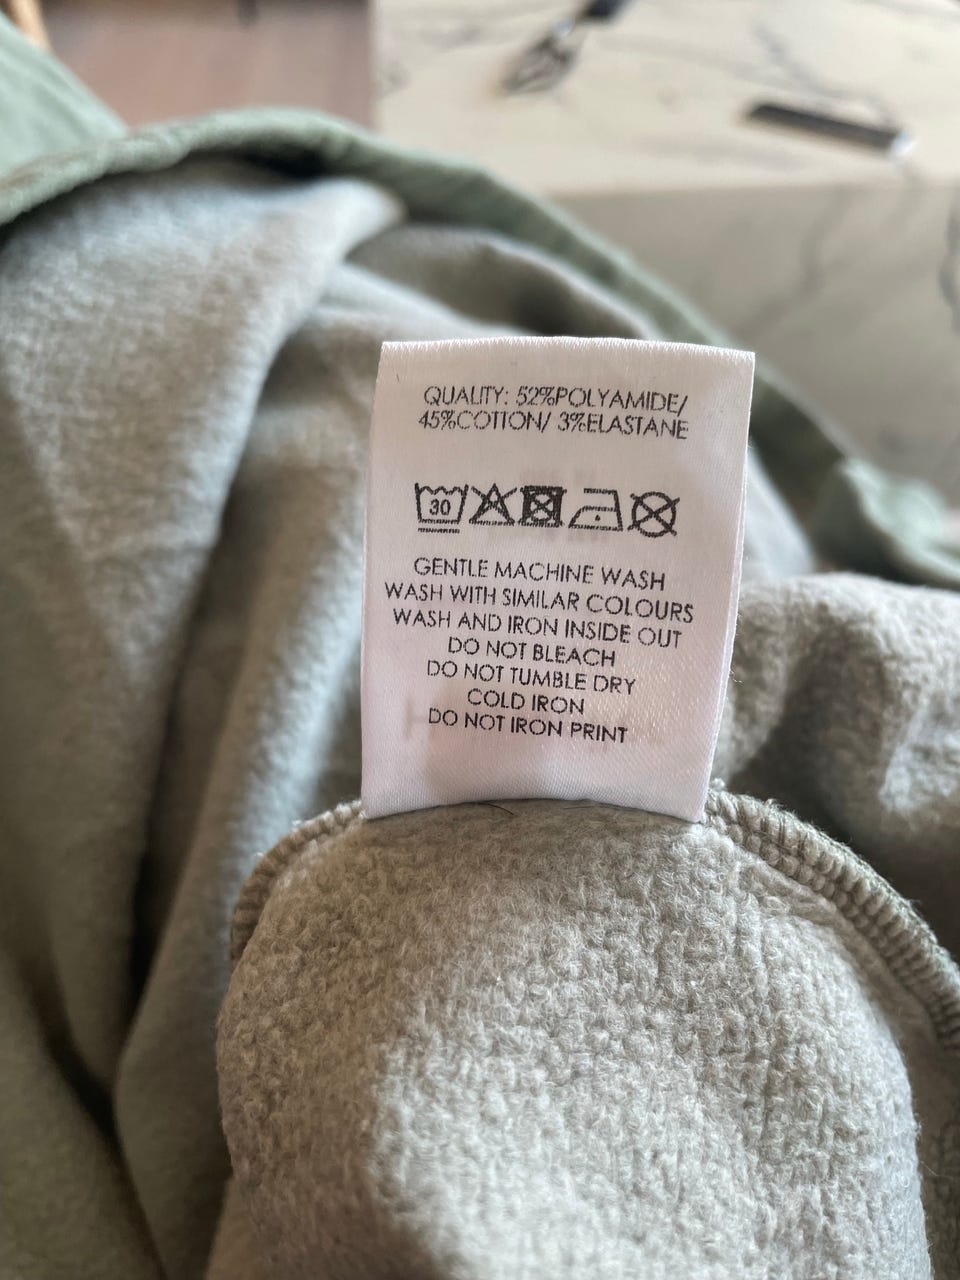 QUALITY: 52%POLYAMIDE/
45%COTTON/ 3%ELASTANE
30
GENTLE MACHINE WASH
WASH WITH SIMILAR COLOURS
WASH AND IRON INSIDE OUT
DO NOT BLEACH
DO NOT TUMBLE DRY
COLD IRON
DO NOT IRON PRINT